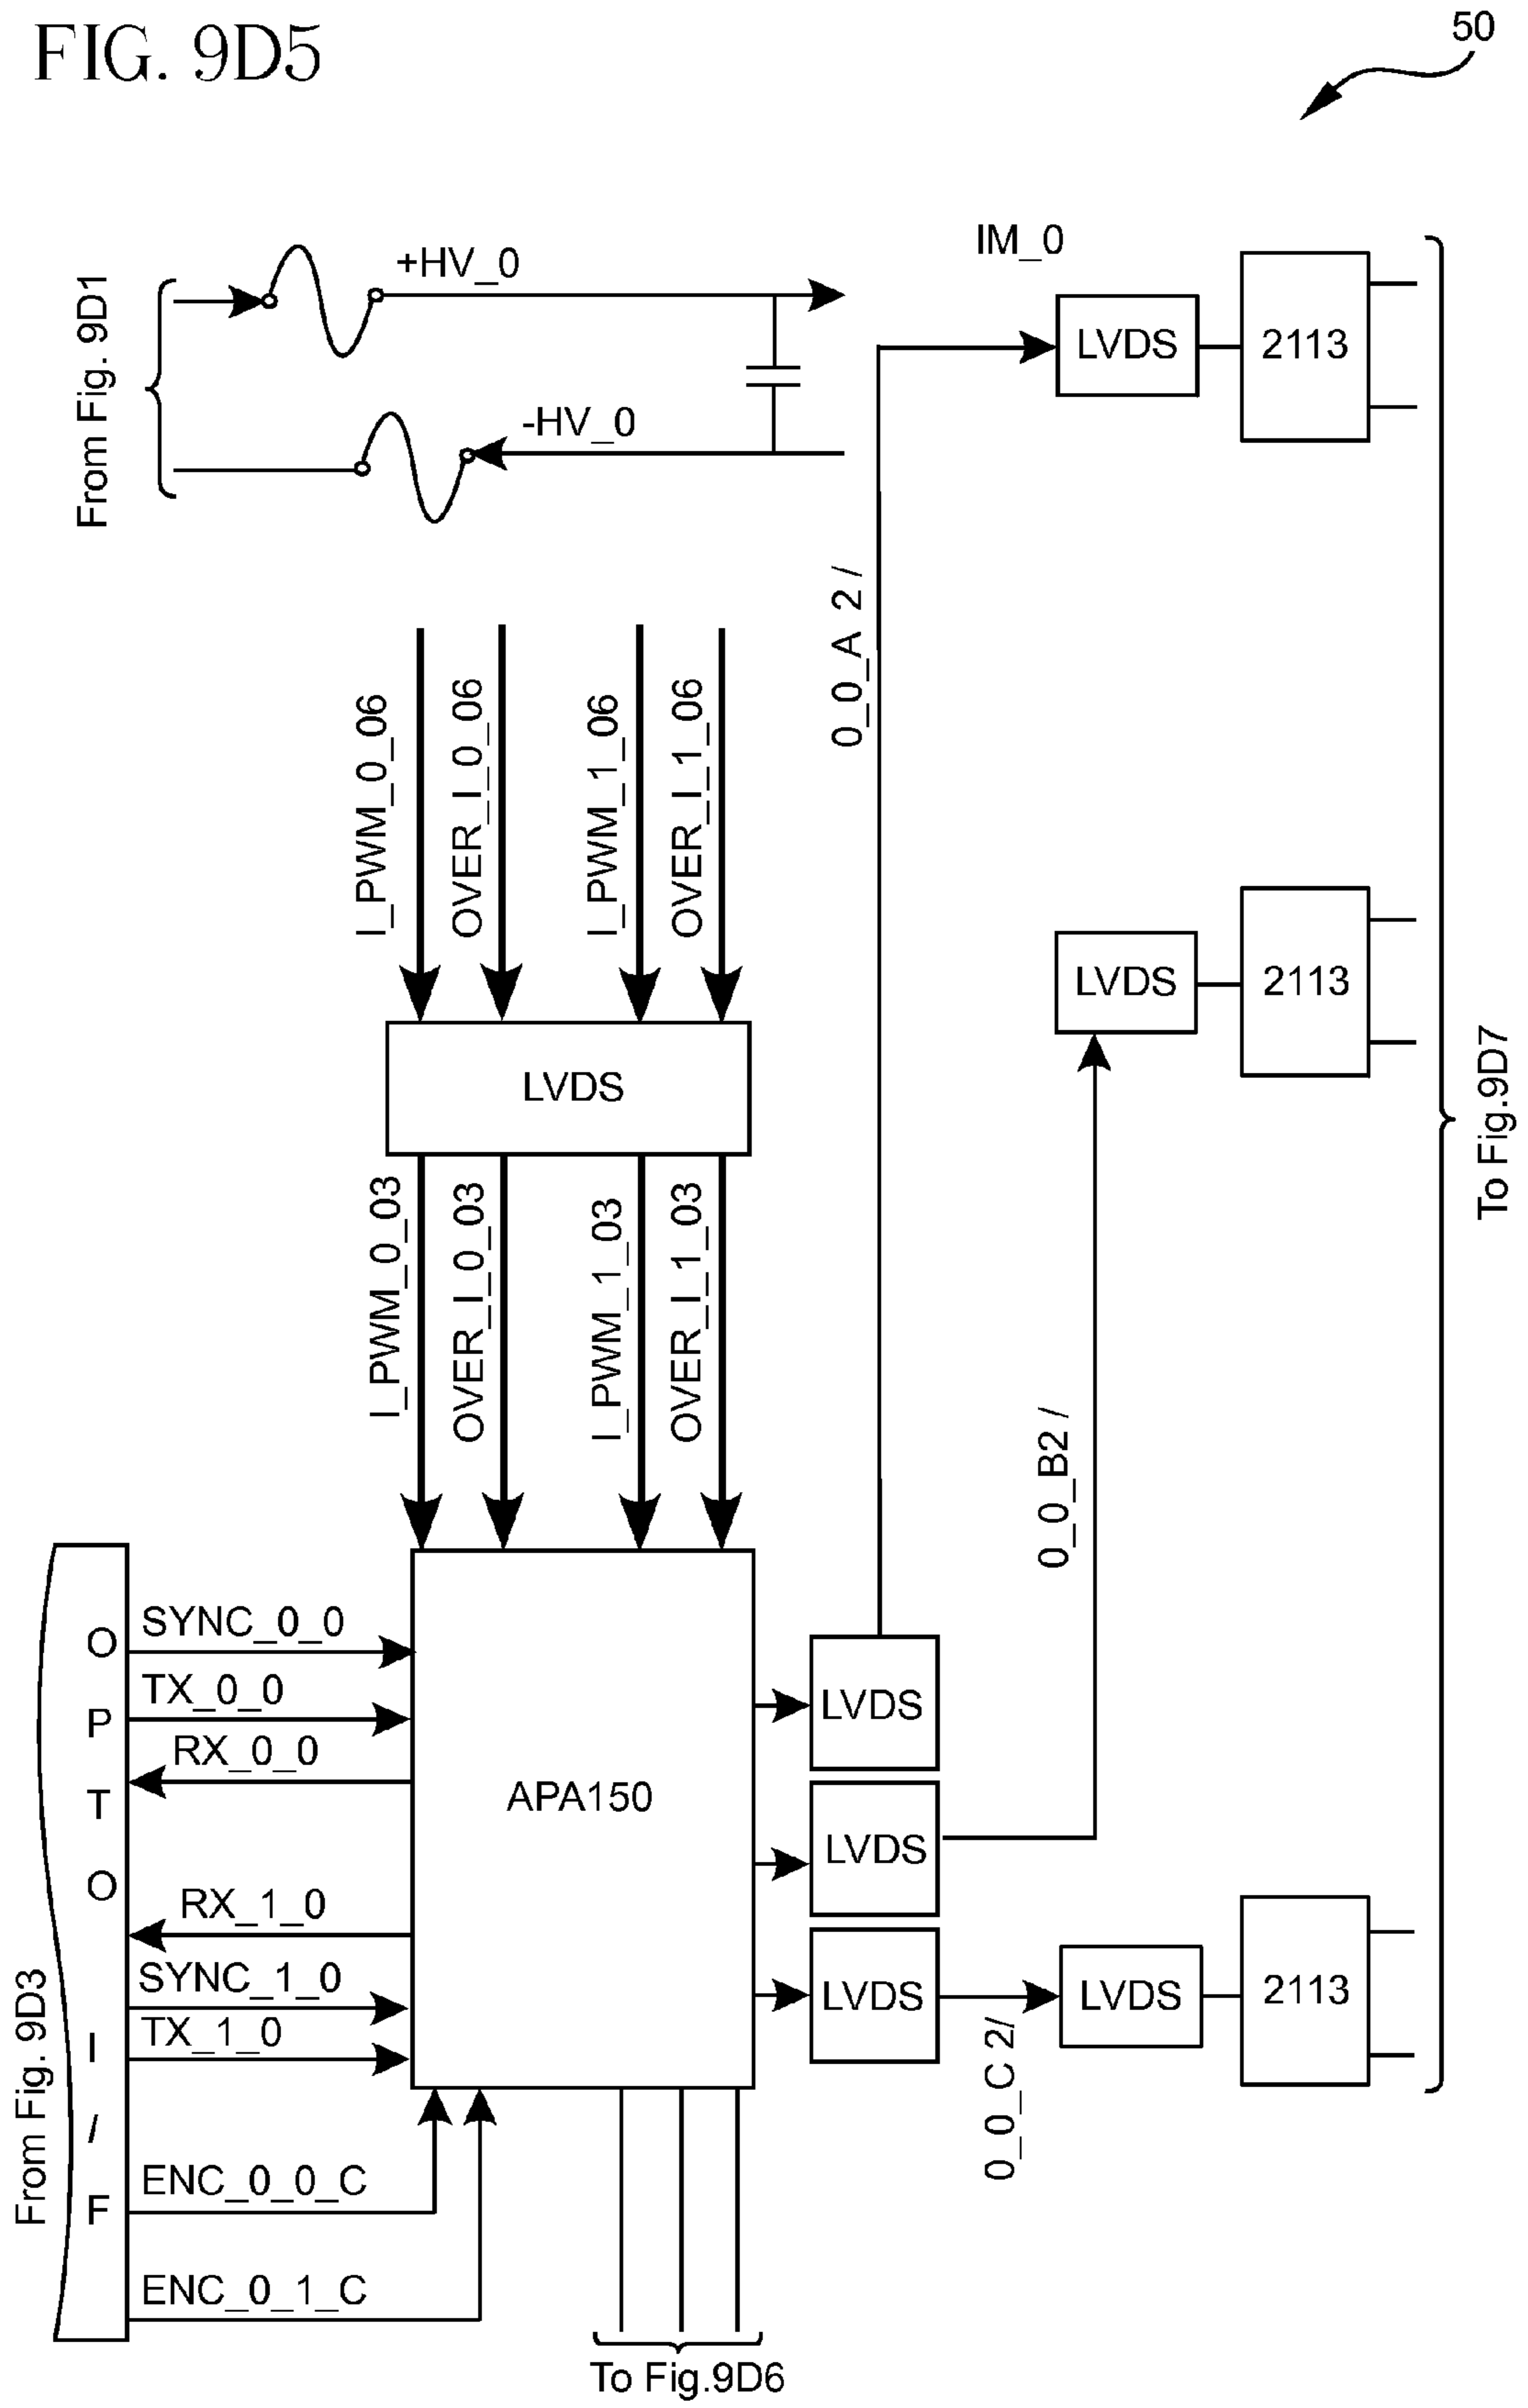 FIG. 9D5
50
From Fig. 9D1
+HV_0
-HV_0
IM_0
LVDS
2113
0_0_A 2 /
I_PWM_0_06
OVER_I_0_06
I_PWM_1_06
OVER_I_1_06
LVDS
2113
LVDS
To Fig.9D7
I_PWM_0_03
OVER_I_0_03
I_PWM_1_03
OVER_I_1_03
0_0_B2 /
From Fig. 9D3
OPTO I/F
SYNC_0_0
TX_0_0
RX_0_0
RX_1_0
SYNC_1_0
TX_1_0
ENC_0_0_C
ENC_0_1_C
APA150
LVDS
LVDS
LVDS
0_0_C 2/
LVDS
2113
To Fig.9D6